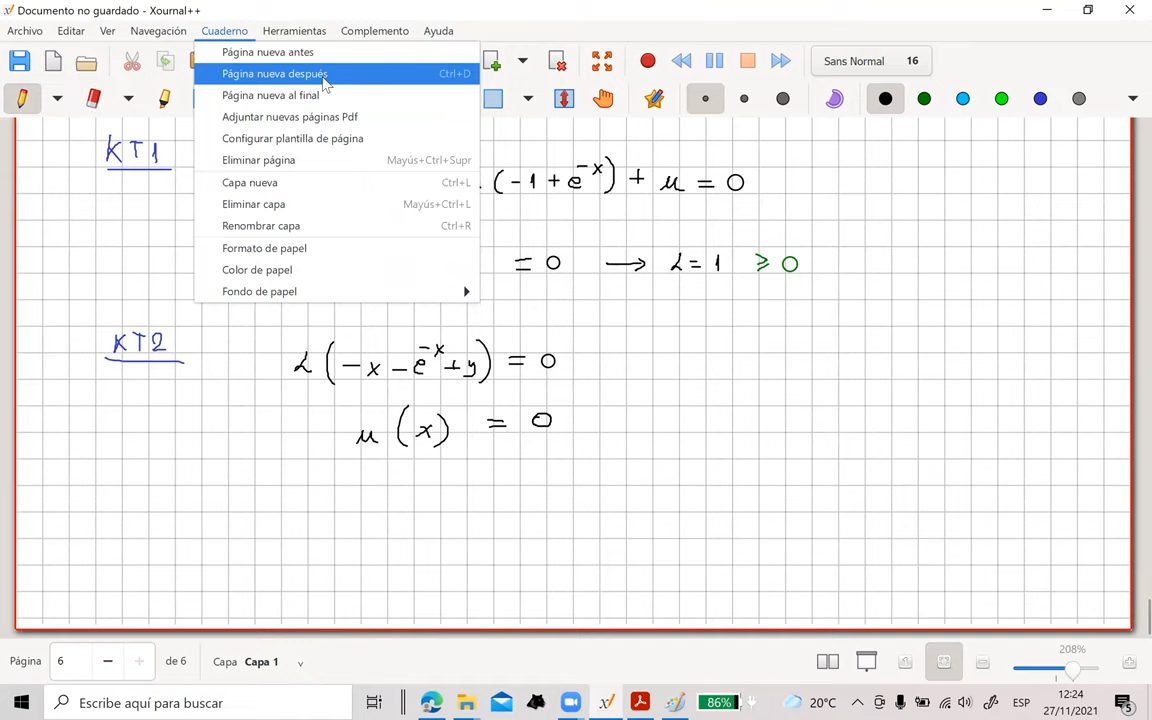 Documento no guardado - Xournal++
Archivo Editar Ver Navegación Cuaderno Herramientas Complemento Ayuda
Página nueva antes
Página nueva después Ctrl+D
Página nueva al final
Adjuntar nuevas páginas Pdf
Configurar plantilla de página
Eliminar página Mayús+Ctrl+Supr
Capa nueva Ctrl+L
Eliminar capa Mayús+Ctrl+L
Renombrar capa Ctrl+R
Formato de papel
Color de papel
Fondo de papel
Sans Normal 16
KT1
(-1 + e^{-x}) + μ = 0
= 0 → α = 1 ≥ 0
KT2
α (-x - e^{-x} + y) = 0
μ (x) = 0
Página 6 de 6 Capa Capa 1
208%
Escribe aquí para buscar
86%
20°C
ESP
12:24
27/11/2021
5